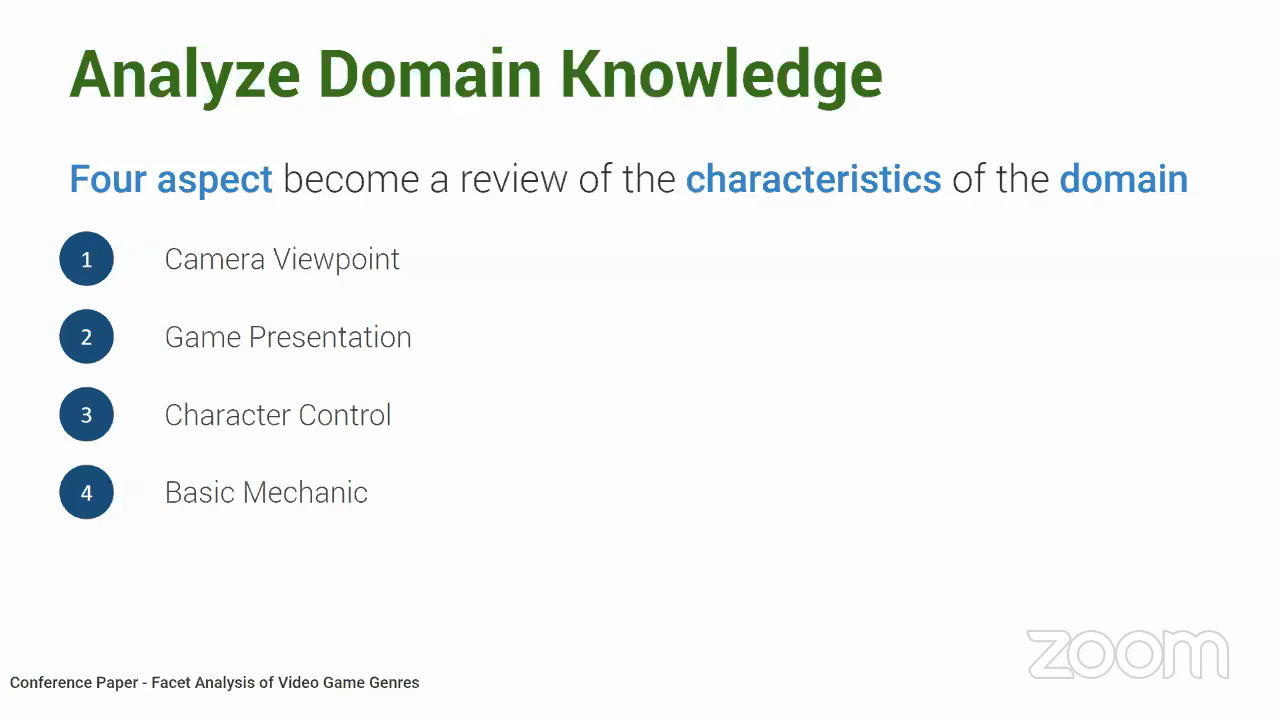 Analyze Domain Knowledge
Four aspect become a review of the characteristics of the domain
1 Camera Viewpoint
2 Game Presentation
3 Character Control
4 Basic Mechanic
zoom
Conference Paper - Facet Analysis of Video Game Genres